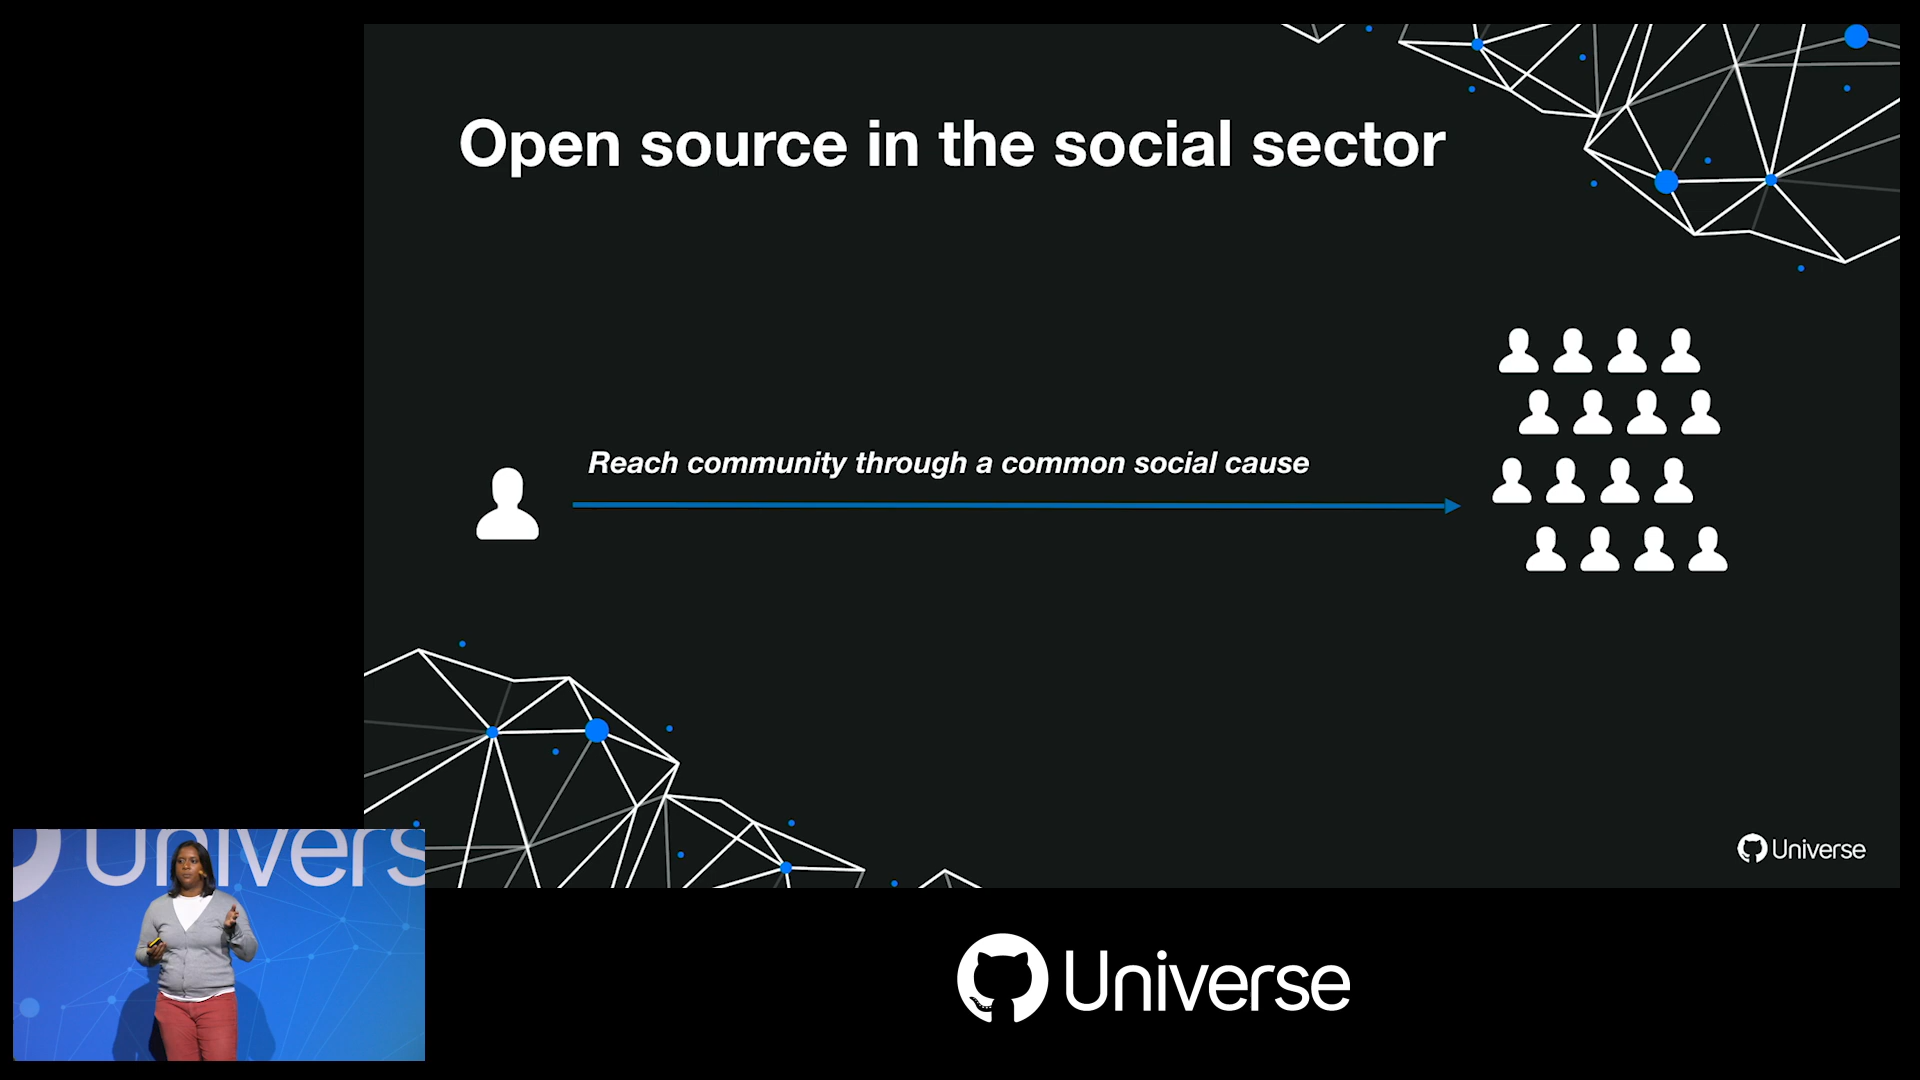 Open source in the social sector
Reach community through a common social cause
Universe
Univers
Universe